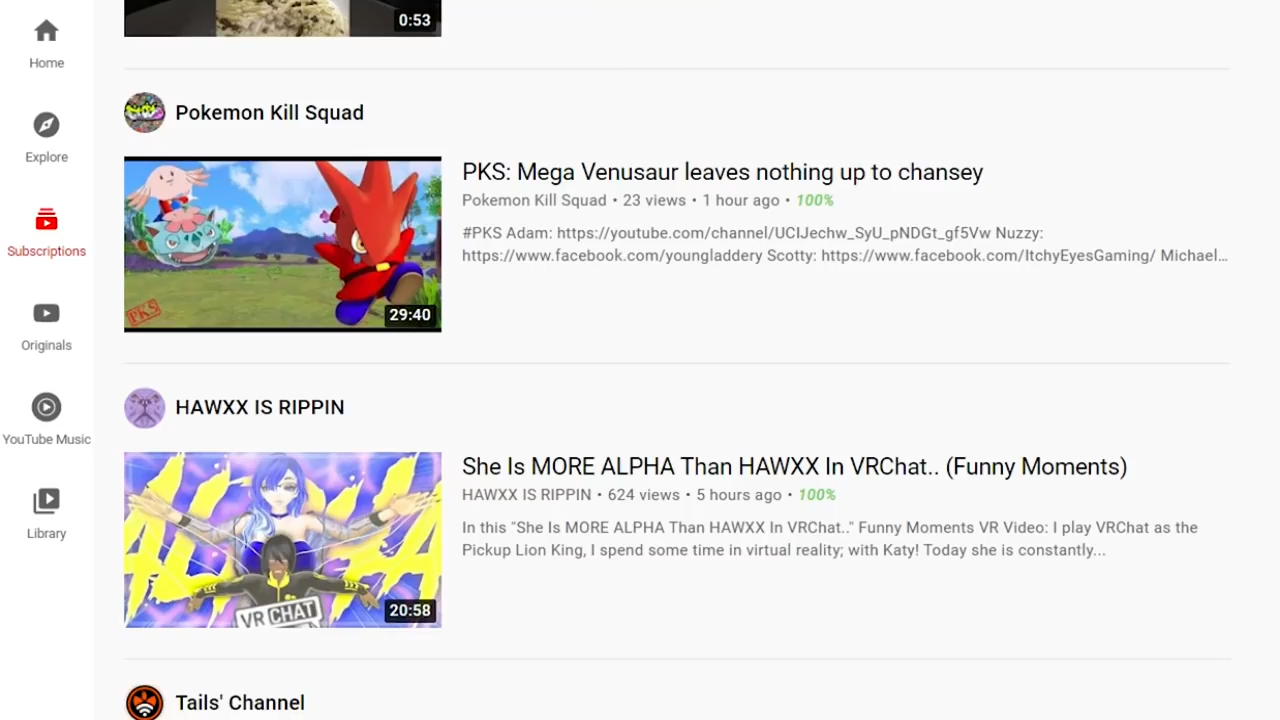 0:53
Home
Explore
Subscriptions
Originals
YouTube Music
Library
Pokemon Kill Squad
PKS
29:40
PKS: Mega Venusaur leaves nothing up to chansey
Pokemon Kill Squad • 23 views • 1 hour ago • 100%
#PKS Adam: https://youtube.com/channel/UCIJechw_SyU_pNDGt_gf5Vw Nuzzy:
https://www.facebook.com/youngladdery Scotty: https://www.facebook.com/ItchyEyesGaming/ Michael...
HAWXX IS RIPPIN
ALPHA
VR CHAT
20:58
She Is MORE ALPHA Than HAWXX In VRChat.. (Funny Moments)
HAWXX IS RIPPIN • 624 views • 5 hours ago • 100%
In this "She Is MORE ALPHA Than HAWXX In VRChat.." Funny Moments VR Video: I play VRChat as the
Pickup Lion King, I spend some time in virtual reality; with Katy! Today she is constantly...
Tails' Channel